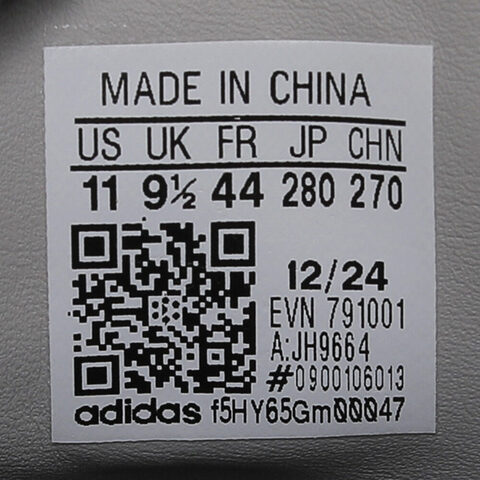 MADE IN CHINA
US UK FR JP CHN
11 9½ 44 280 270
12/24
EVN 791001
A:JH9664
#0900106013
adidas f5HY65Gm00047